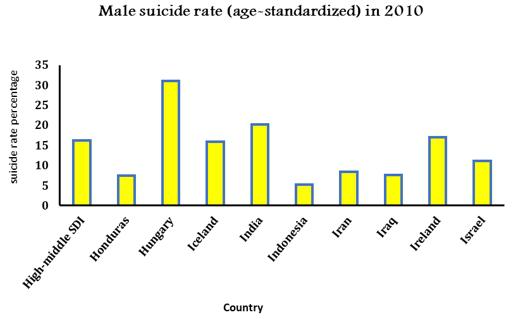 Male suicide rate (age-standardized) in 2010
suicide rate percentage
35
30
25
20
15
10
5
0
High-middle SDI
Honduras
Hungary
Iceland
India
Indonesia
Iran
Iraq
Ireland
Israel
Country